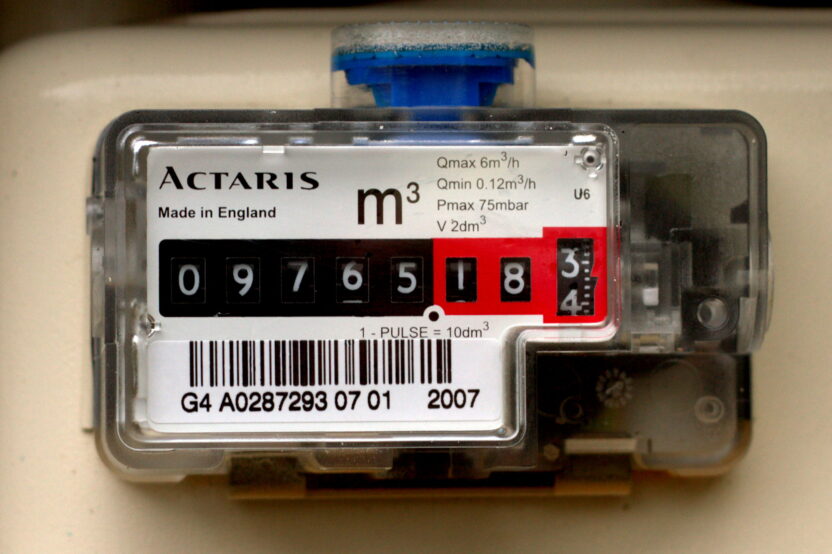 ACTARIS
Made in England
m³
Qmax 6m³/h
Qmin 0.12m³/h
Pmax 75mbar
V 2dm³
U6
0 9 7 6 5 1 8 3
4
1 - PULSE = 10dm³
G4 A0287293 07 01 2007